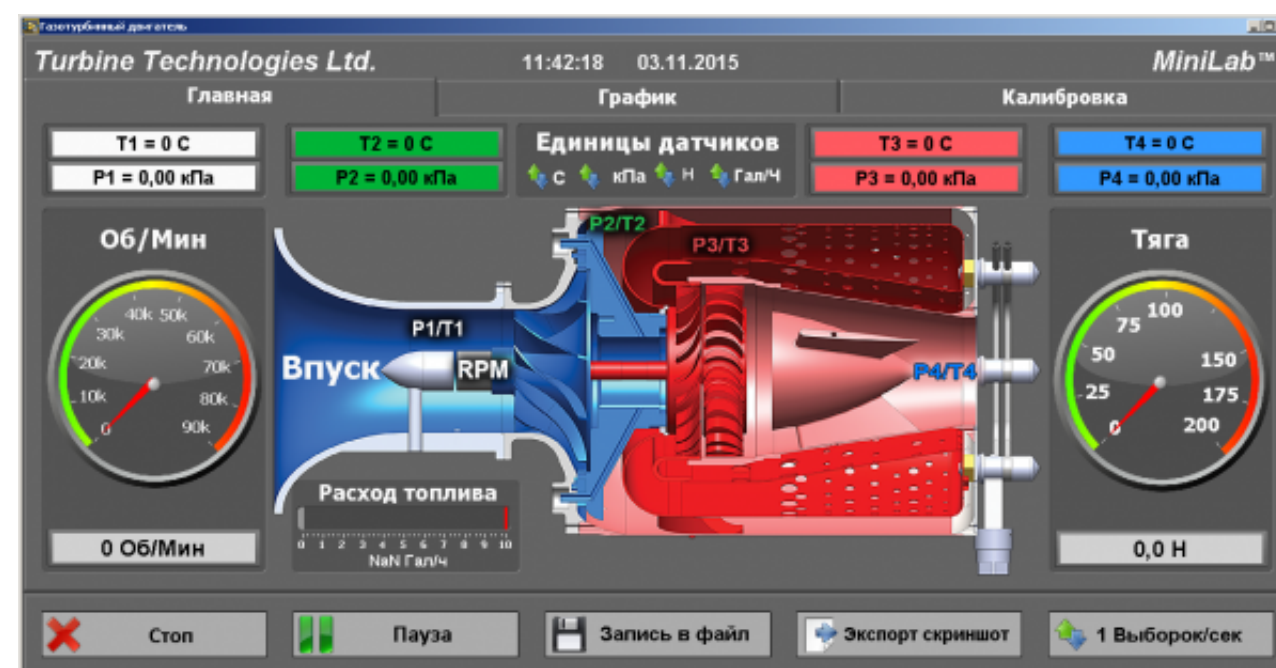 Газотурбинный двигатель
Turbine Technologies Ltd. 11:42:18 03.11.2015 MiniLab™
Главная График Калибровка
T1 = 0 C T2 = 0 C Единицы датчиков T3 = 0 C T4 = 0 C
P1 = 0,00 кПа P2 = 0,00 кПа C кПа Н Гал/Ч P3 = 0,00 кПа P4 = 0,00 кПа
Об/Мин
0 10k 20k 30k 40k 50k 60k 70k 80k 90k
0 Об/Мин
P2/T2
P3/T3
P1/T1
Впуск RPM
P4/T4
Расход топлива
0 1 2 3 4 5 6 7 8 9 10
NaN Гал/ч
Тяга
0 25 50 75 100 150 175 200
0,0 Н
Стоп Пауза Запись в файл Экспорт скриншот 1 Выборок/сек